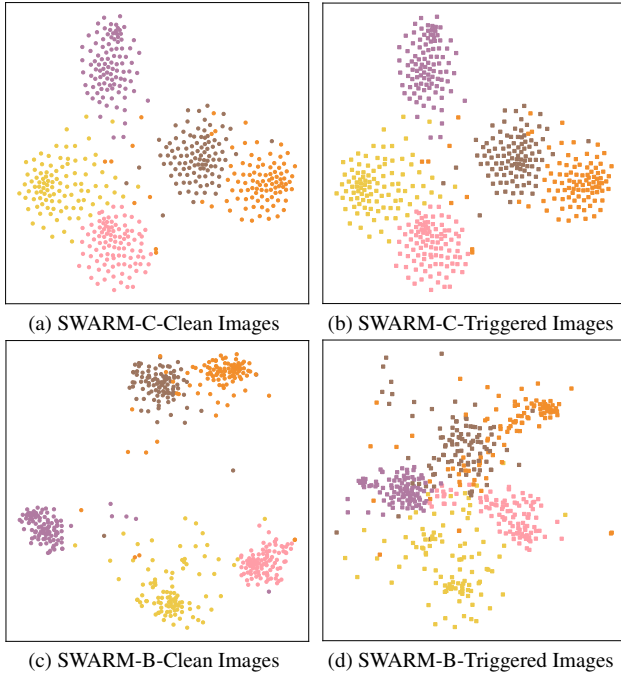 (a) SWARM-C-Clean Images
(b) SWARM-C-Triggered Images
(c) SWARM-B-Clean Images
(d) SWARM-B-Triggered Images